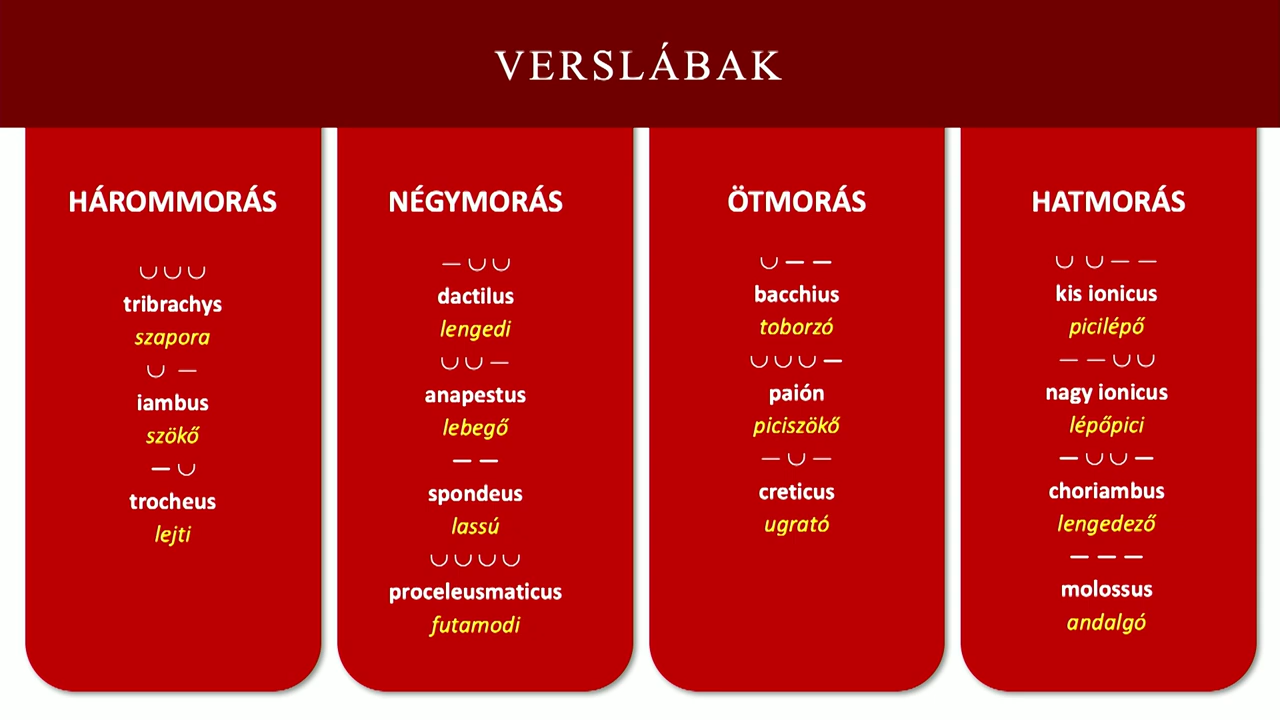 VERSLÁBAK
HÁROMMORÁS
◡ ◡ ◡
tribrachys
szapora
◡ —
iambus
szökő
— ◡
trocheus
lejti
NÉGYMORÁS
— ◡ ◡
dactilus
lengedi
◡ ◡ —
anapestus
lebegő
— —
spondeus
lassú
◡ ◡ ◡ ◡
proceleusmaticus
futamodi
ÖTMORÁS
◡ — —
bacchius
toborzó
◡ ◡ ◡ —
paión
piciszökő
— ◡ —
creticus
ugrató
HATMORÁS
◡ ◡ — —
kis ionicus
picilépő
— — ◡ ◡
nagy ionicus
lépőpici
— ◡ ◡ —
choriambus
lengedező
— — —
molossus
andalgó